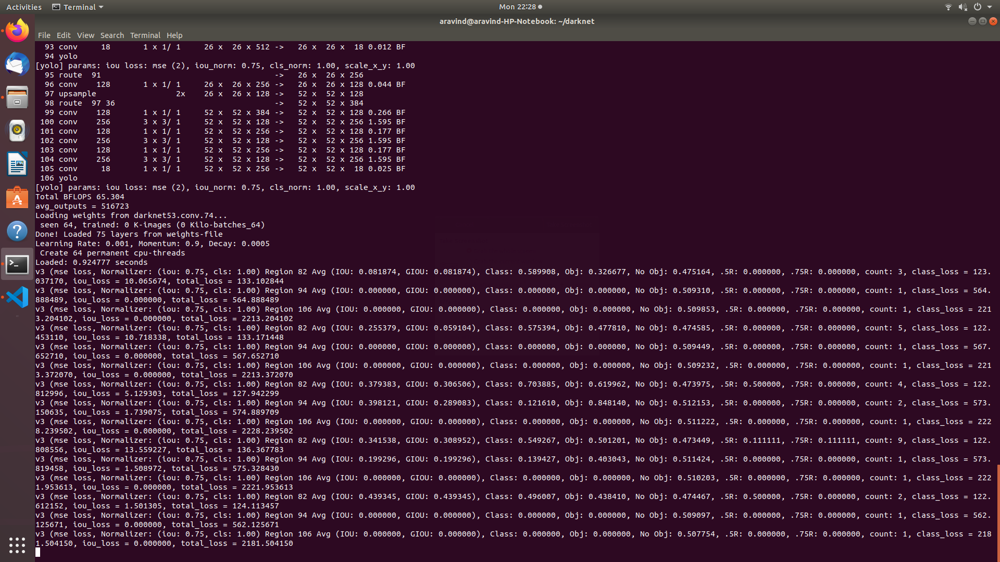 Activities Terminal Mon 22:28
aravind@aravind-HP-Notebook: ~/darknet
File Edit View Search Terminal Help
93 conv 18 1 x 1/ 1 26 x 26 x 512 -> 26 x 26 x 18 0.012 BF
94 yolo
[yolo] params: iou loss: mse (2), iou_norm: 0.75, cls_norm: 1.00, scale_x_y: 1.00
95 route 91 -> 26 x 26 x 256
96 conv 128 1 x 1/ 1 26 x 26 x 256 -> 26 x 26 x 128 0.044 BF
97 upsample 2x 26 x 26 x 128 -> 52 x 52 x 128
98 route 97 36 -> 52 x 52 x 384
99 conv 128 1 x 1/ 1 52 x 52 x 384 -> 52 x 52 x 128 0.266 BF
100 conv 256 3 x 3/ 1 52 x 52 x 128 -> 52 x 52 x 256 1.595 BF
101 conv 128 1 x 1/ 1 52 x 52 x 256 -> 52 x 52 x 128 0.177 BF
102 conv 256 3 x 3/ 1 52 x 52 x 128 -> 52 x 52 x 256 1.595 BF
103 conv 128 1 x 1/ 1 52 x 52 x 256 -> 52 x 52 x 128 0.177 BF
104 conv 256 3 x 3/ 1 52 x 52 x 128 -> 52 x 52 x 256 1.595 BF
105 conv 18 1 x 1/ 1 52 x 52 x 256 -> 52 x 52 x 18 0.025 BF
106 yolo
[yolo] params: iou loss: mse (2), iou_norm: 0.75, cls_norm: 1.00, scale_x_y: 1.00
Total BFLOPS 65.304
avg_outputs = 516723
Loading weights from darknet53.conv.74...
seen 64, trained: 0 K-images (0 Kilo-batches_64)
Done! Loaded 75 layers from weights-file
Learning Rate: 0.001, Momentum: 0.9, Decay: 0.0005
Create 64 permanent cpu-threads
Loaded: 0.924777 seconds
v3 (mse loss, Normalizer: (iou: 0.75, cls: 1.00) Region 82 Avg (IOU: 0.081874, GIOU: 0.081874), Class: 0.589908, Obj: 0.326677, No Obj: 0.475164, .5R: 0.000000, .75R: 0.000000, count: 3, class_loss = 123.
037170, iou_loss = 10.065674, total_loss = 133.102844
v3 (mse loss, Normalizer: (iou: 0.75, cls: 1.00) Region 94 Avg (IOU: 0.000000, GIOU: 0.000000), Class: 0.000000, Obj: 0.000000, No Obj: 0.509310, .5R: 0.000000, .75R: 0.000000, count: 1, class_loss = 564.
888489, iou_loss = 0.000000, total_loss = 564.888489
v3 (mse loss, Normalizer: (iou: 0.75, cls: 1.00) Region 106 Avg (IOU: 0.000000, GIOU: 0.000000), Class: 0.000000, Obj: 0.000000, No Obj: 0.509853, .5R: 0.000000, .75R: 0.000000, count: 1, class_loss = 221
3.204102, iou_loss = 0.000000, total_loss = 2213.204102
v3 (mse loss, Normalizer: (iou: 0.75, cls: 1.00) Region 82 Avg (IOU: 0.255379, GIOU: 0.059104), Class: 0.575394, Obj: 0.477810, No Obj: 0.474585, .5R: 0.000000, .75R: 0.000000, count: 5, class_loss = 122.
453110, iou_loss = 10.718338, total_loss = 133.171448
v3 (mse loss, Normalizer: (iou: 0.75, cls: 1.00) Region 94 Avg (IOU: 0.000000, GIOU: 0.000000), Class: 0.000000, Obj: 0.000000, No Obj: 0.509449, .5R: 0.000000, .75R: 0.000000, count: 1, class_loss = 567.
652710, iou_loss = 0.000000, total_loss = 567.652710
v3 (mse loss, Normalizer: (iou: 0.75, cls: 1.00) Region 106 Avg (IOU: 0.000000, GIOU: 0.000000), Class: 0.000000, Obj: 0.000000, No Obj: 0.509232, .5R: 0.000000, .75R: 0.000000, count: 1, class_loss = 221
3.372070, iou_loss = 0.000000, total_loss = 2213.372070
v3 (mse loss, Normalizer: (iou: 0.75, cls: 1.00) Region 82 Avg (IOU: 0.379383, GIOU: 0.306506), Class: 0.703885, Obj: 0.619962, No Obj: 0.473975, .5R: 0.500000, .75R: 0.000000, count: 4, class_loss = 122.
812996, iou_loss = 5.129303, total_loss = 127.942299
v3 (mse loss, Normalizer: (iou: 0.75, cls: 1.00) Region 94 Avg (IOU: 0.398121, GIOU: 0.289083), Class: 0.121610, Obj: 0.848140, No Obj: 0.512153, .5R: 0.000000, .75R: 0.000000, count: 2, class_loss = 573.
150635, iou_loss = 1.739075, total_loss = 574.889709
v3 (mse loss, Normalizer: (iou: 0.75, cls: 1.00) Region 106 Avg (IOU: 0.000000, GIOU: 0.000000), Class: 0.000000, Obj: 0.000000, No Obj: 0.511222, .5R: 0.000000, .75R: 0.000000, count: 1, class_loss = 222
8.239502, iou_loss = 0.000000, total_loss = 2228.239502
v3 (mse loss, Normalizer: (iou: 0.75, cls: 1.00) Region 82 Avg (IOU: 0.341538, GIOU: 0.308952), Class: 0.549267, Obj: 0.501201, No Obj: 0.473449, .5R: 0.111111, .75R: 0.111111, count: 9, class_loss = 122.
808556, iou_loss = 13.559227, total_loss = 136.367783
v3 (mse loss, Normalizer: (iou: 0.75, cls: 1.00) Region 94 Avg (IOU: 0.199296, GIOU: 0.199296), Class: 0.139427, Obj: 0.403043, No Obj: 0.511424, .5R: 0.000000, .75R: 0.000000, count: 1, class_loss = 573.
819458, iou_loss = 1.508972, total_loss = 575.328430
v3 (mse loss, Normalizer: (iou: 0.75, cls: 1.00) Region 106 Avg (IOU: 0.000000, GIOU: 0.000000), Class: 0.000000, Obj: 0.000000, No Obj: 0.510203, .5R: 0.000000, .75R: 0.000000, count: 1, class_loss = 222
1.953613, iou_loss = 0.000000, total_loss = 2221.953613
v3 (mse loss, Normalizer: (iou: 0.75, cls: 1.00) Region 82 Avg (IOU: 0.439345, GIOU: 0.439345), Class: 0.496007, Obj: 0.438410, No Obj: 0.474467, .5R: 0.500000, .75R: 0.000000, count: 2, class_loss = 122.
612152, iou_loss = 1.501305, total_loss = 124.113457
v3 (mse loss, Normalizer: (iou: 0.75, cls: 1.00) Region 94 Avg (IOU: 0.000000, GIOU: 0.000000), Class: 0.000000, Obj: 0.000000, No Obj: 0.509097, .5R: 0.000000, .75R: 0.000000, count: 1, class_loss = 562.
125671, iou_loss = 0.000000, total_loss = 562.125671
v3 (mse loss, Normalizer: (iou: 0.75, cls: 1.00) Region 106 Avg (IOU: 0.000000, GIOU: 0.000000), Class: 0.000000, Obj: 0.000000, No Obj: 0.507754, .5R: 0.000000, .75R: 0.000000, count: 1, class_loss = 218
1.504150, iou_loss = 0.000000, total_loss = 2181.504150